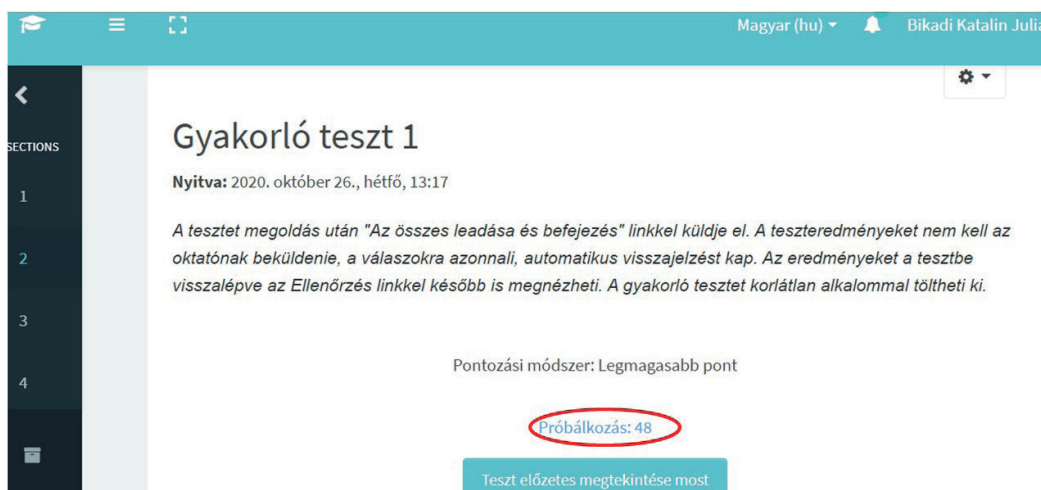 Magyar (hu)
Bikadi Katalin Julia
SECTIONS
1
2
3
4
Gyakorló teszt 1
Nyitva: 2020. október 26., hétfő, 13:17
A tesztet megoldás után "Az összes leadása és befejezés" linkkel küldje el. A teszteredményeket nem kell az
oktatónak beküldenie, a válaszokra azonnali, automatikus visszajelzést kap. Az eredményeket a tesztbe
visszalépve az Ellenőrzés linkkel később is megnézheti. A gyakorló tesztet korlátlan alkalommal töltheti ki.
Pontozási módszer: Legmagasabb pont
Próbálkozás: 48
Teszt előzetes megtekintése most